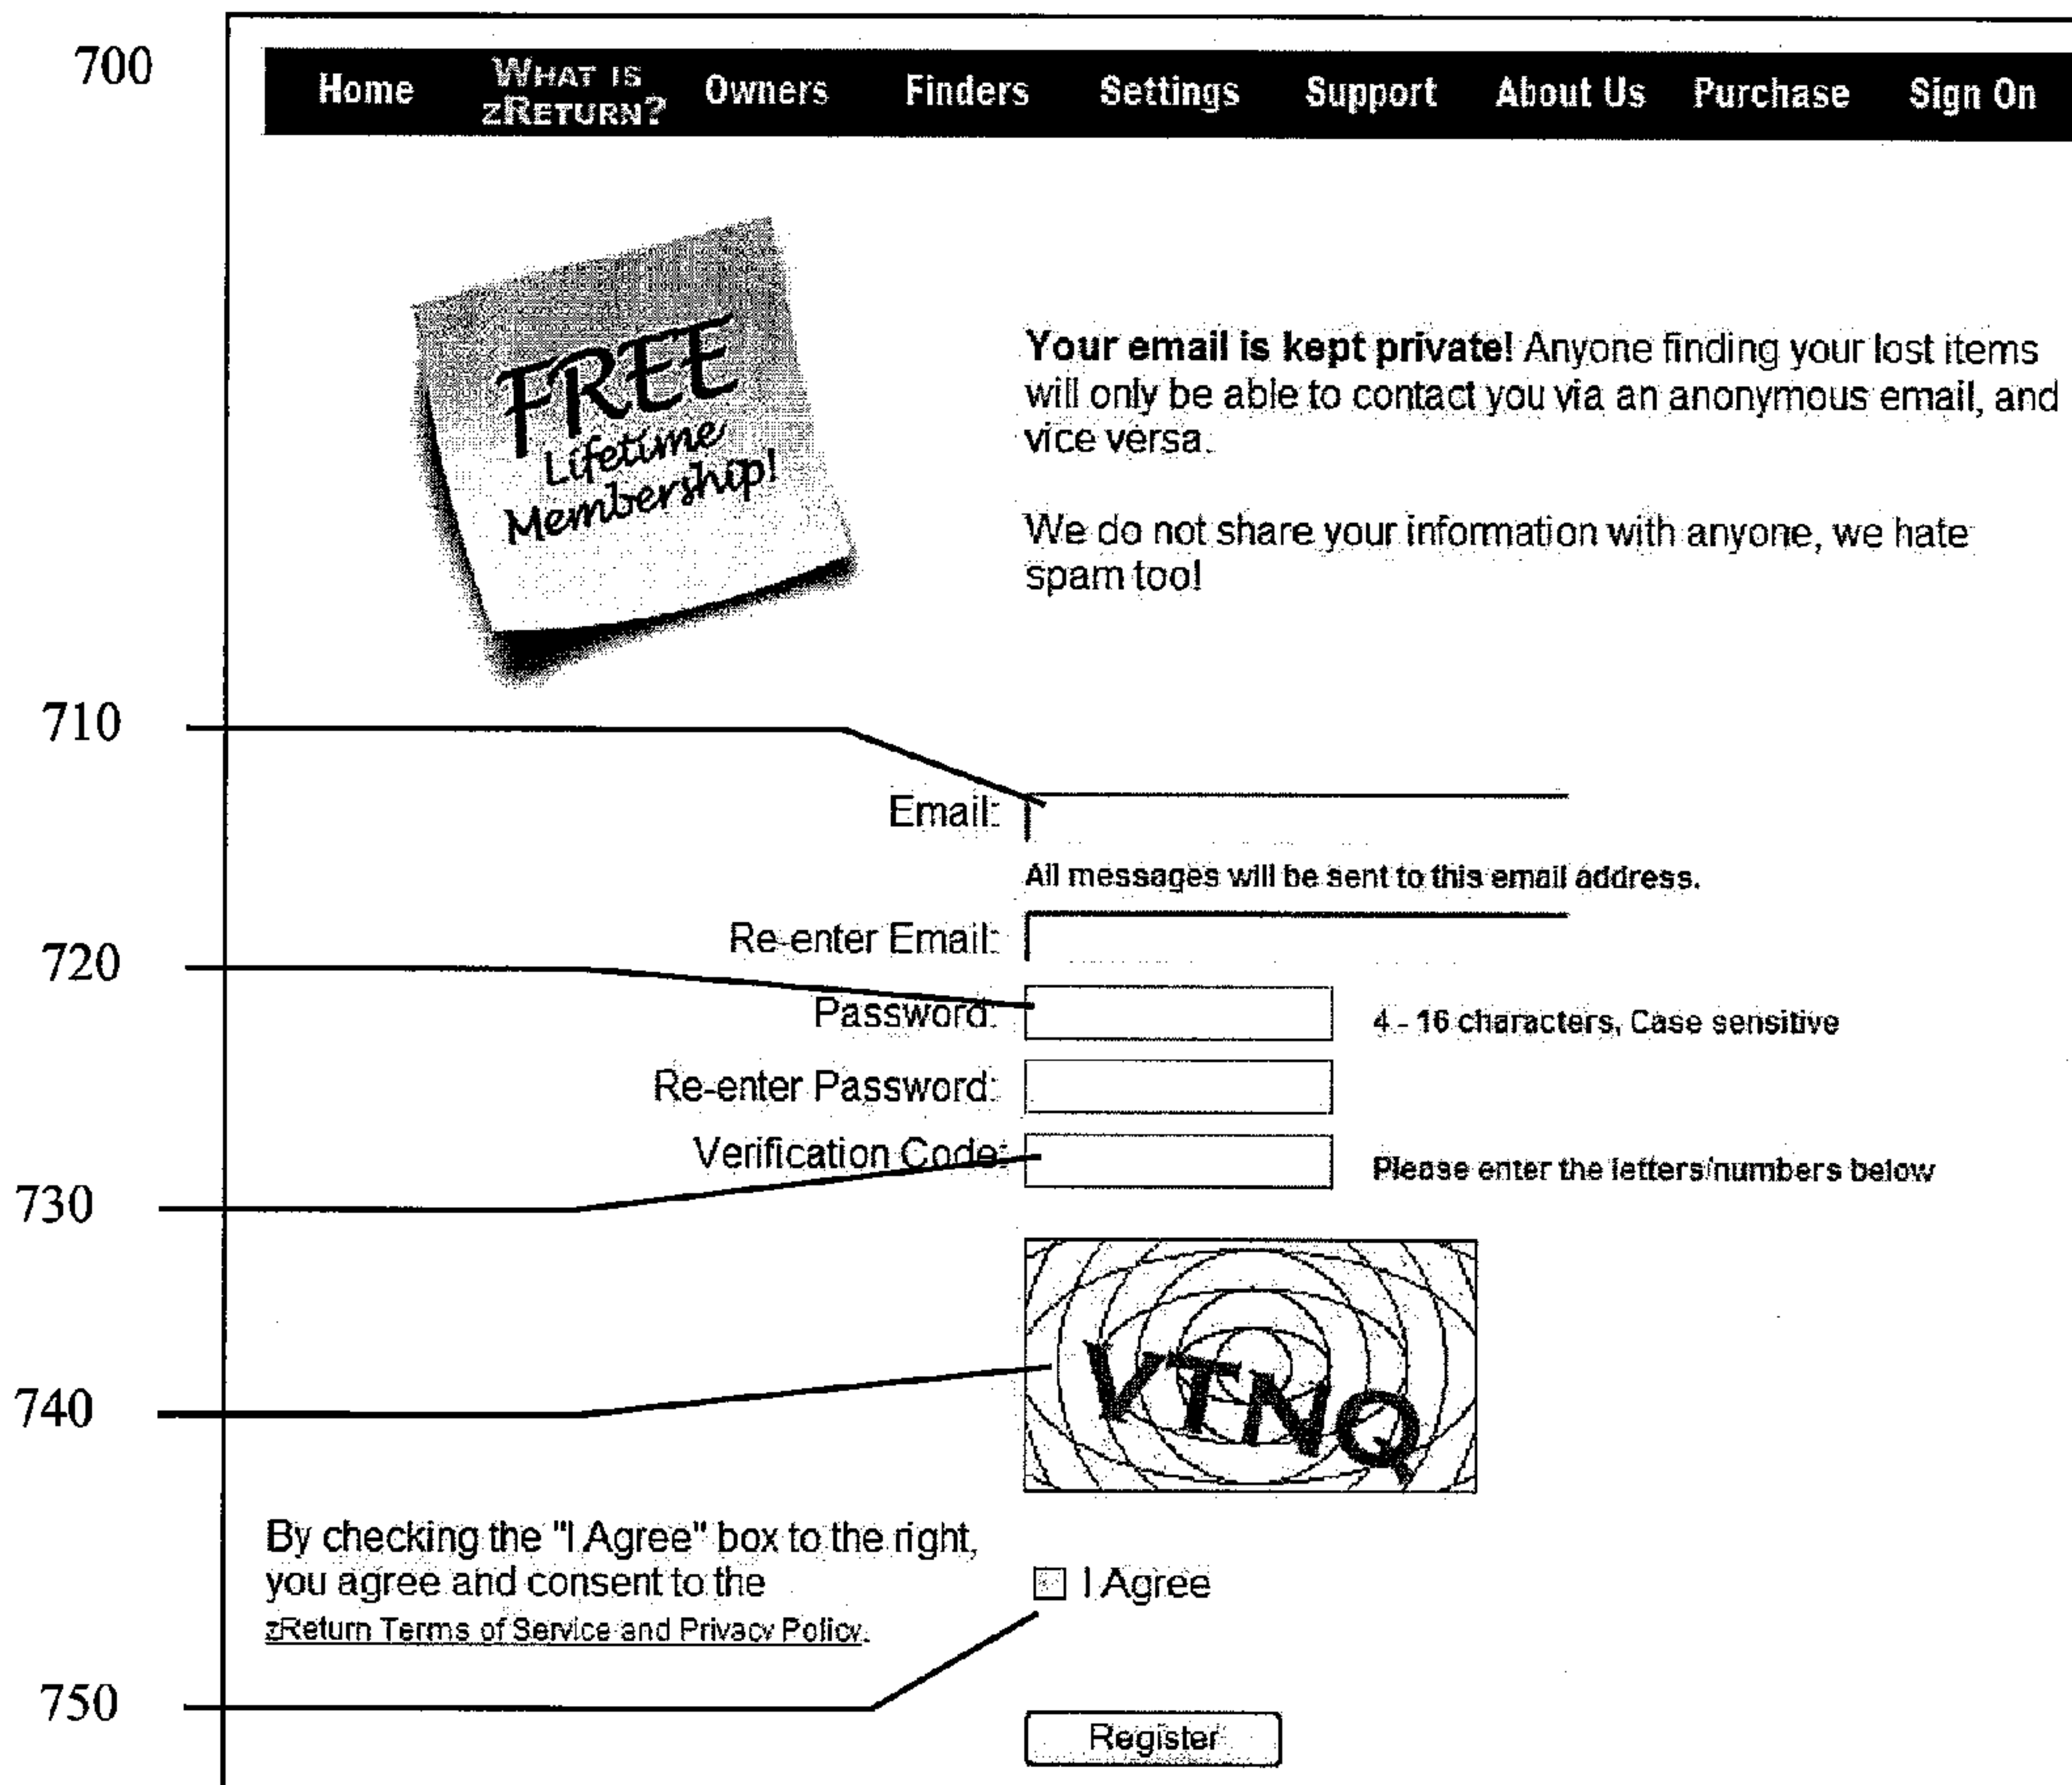 700
Home WHAT IS ZRETURN? Owners Finders Settings Support About Us Purchase Sign On
FREE
Lifetime
Membership!
Your email is kept private! Anyone finding your lost items
will only be able to contact you via an anonymous email, and
vice versa.
We do not share your information with anyone, we hate
spam too!
710
Email:
All messages will be sent to this email address.
Re-enter Email:
720
Password: 4 - 16 characters, Case sensitive
Re-enter Password:
Verification Code: Please enter the letters/numbers below
730
VTNQ
740
By checking the "I Agree" box to the right,
you agree and consent to the
zReturn Terms of Service and Privacy Policy.
I Agree
750
Register